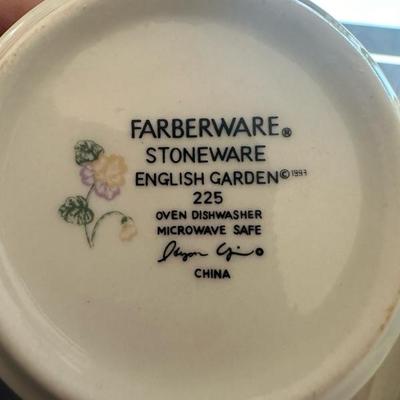 FARBERWARE®
STONEWARE
ENGLISH GARDEN © 1993
225
OVEN DISHWASHER
MICROWAVE SAFE
CHINA